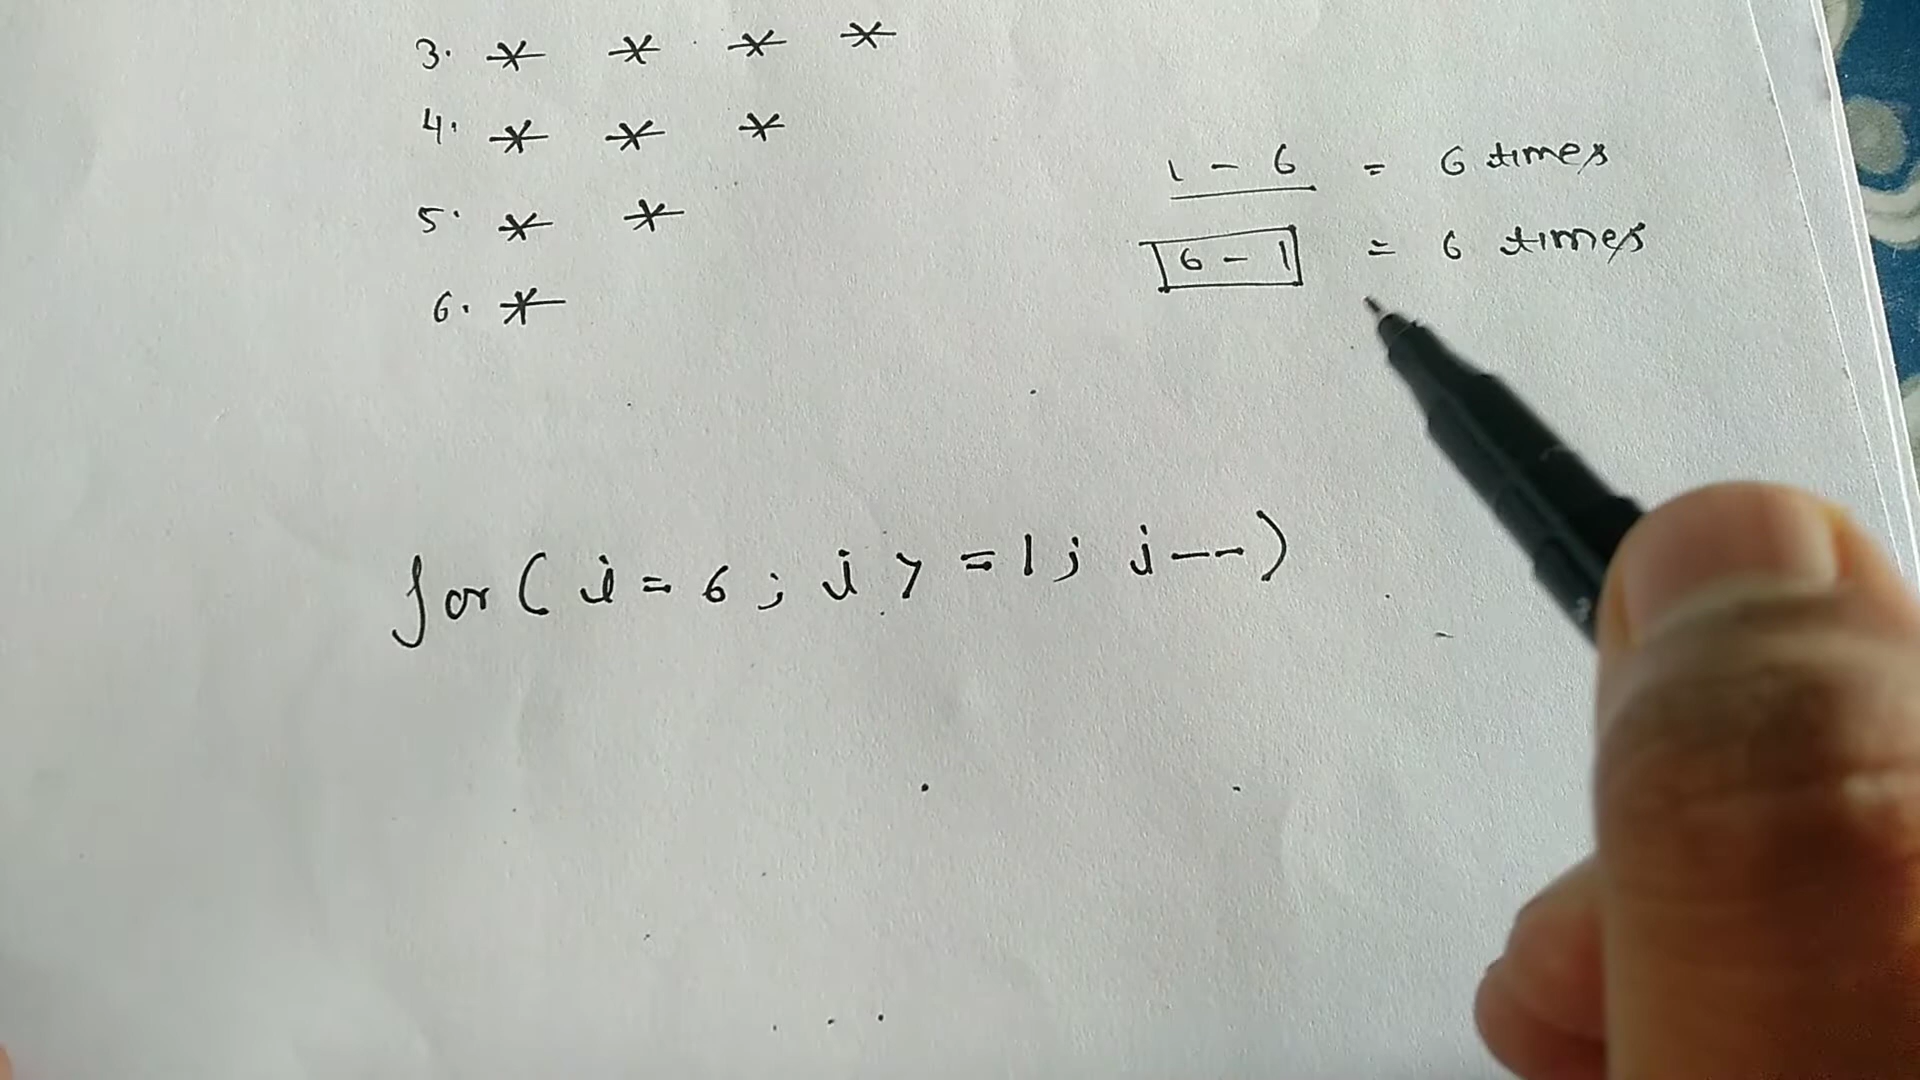 3. * * * *
4. * * *
5. * *
6. *
1 - 6 = 6 times
6 - 1 = 6 times
for ( i = 6 ; i > = 1 ; i -- )